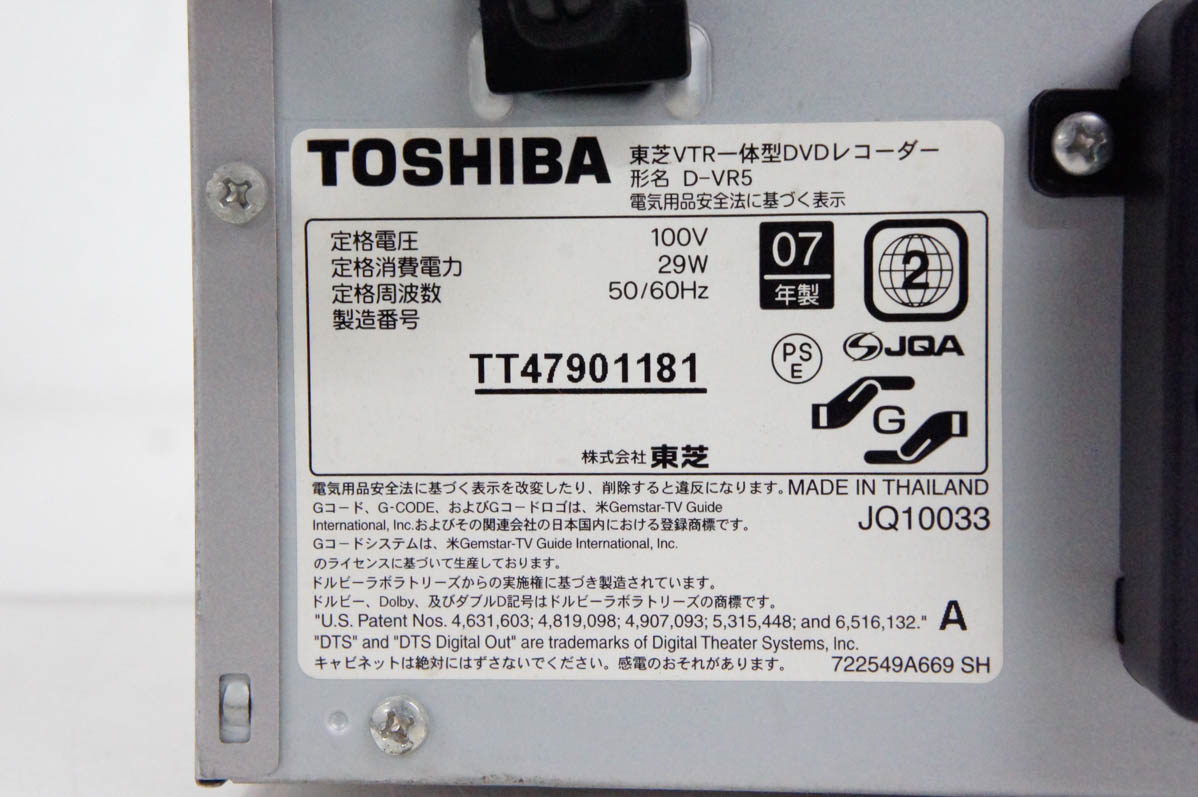 TOSHIBA
東芝VTR一体型DVDレコーダー
形名 D-VR5
電気用品安全法に基づく表示
定格電圧 100V
定格消費電力 29W
定格周波数 50/60Hz
製造番号
TT47901181
07
年製
2
PS
E
JQA
G
株式会社 東芝
電気用品安全法に基づく表示を改変したり、削除すると違反になります。MADE IN THAILAND
Gコード、G-CODE、およびGコードロゴは、米Gemstar-TV Guide
International, Inc.およびその関連会社の日本国内における登録商標です。
JQ10033
Gコードシステムは、米Gemstar-TV Guide International, Inc.
のライセンスに基づいて生産しております。
ドルビーラボラトリーズからの実施権に基づき製造されています。
ドルビー、Dolby、及びダブルD記号はドルビーラボラトリーズの商標です。
"U.S. Patent Nos. 4,631,603; 4,819,098; 4,907,093; 5,315,448; and 6,516,132." A
"DTS" and "DTS Digital Out" are trademarks of Digital Theater Systems, Inc.
キャビネットは絶対にはずさないでください。感電のおそれがあります。 722549A669 SH